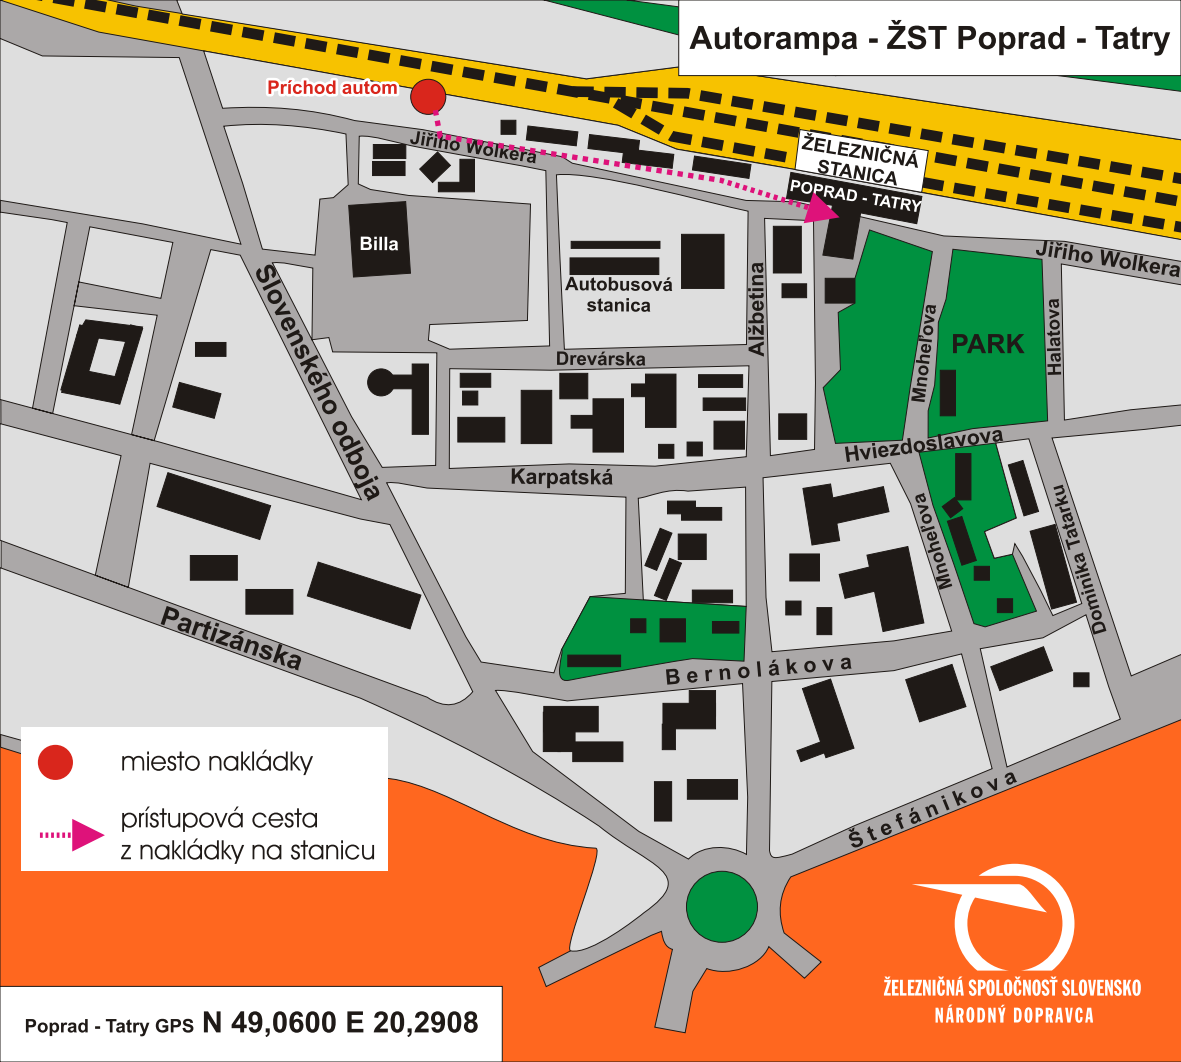 Autorampa - ŽST Poprad - Tatry
Príchod autom
Jiřiho Wolkera
ŽELEZNIČNÁ
STANICA
POPRAD - TATRY
Jiřiho Wolkera
Billa
Slovenského odboja
Autobusová
stanica
Alžbetina
Mnoheľova
PARK
Halatova
Drevárska
Hviezdoslavova
Karpatská
Mnoheľova
Dominika Tatarku
Partizánska
Bernolákova
Štefánikova
miesto nakládky
prístupová cesta
z nakládky na stanicu
ŽELEZNIČNÁ SPOLOČNOSŤ SLOVENSKO
NÁRODNÝ DOPRAVCA
Poprad - Tatry GPS N 49,0600 E 20,2908